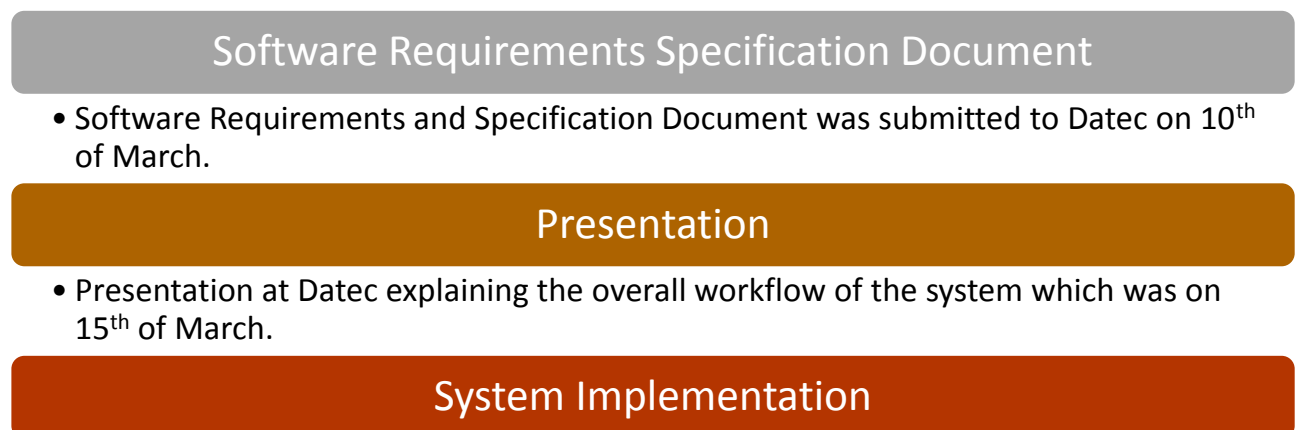 Software Requirements Specification Document
• Software Requirements and Specification Document was submitted to Datec on 10th
of March.
Presentation
• Presentation at Datec explaining the overall workflow of the system which was on
15th of March.
System Implementation